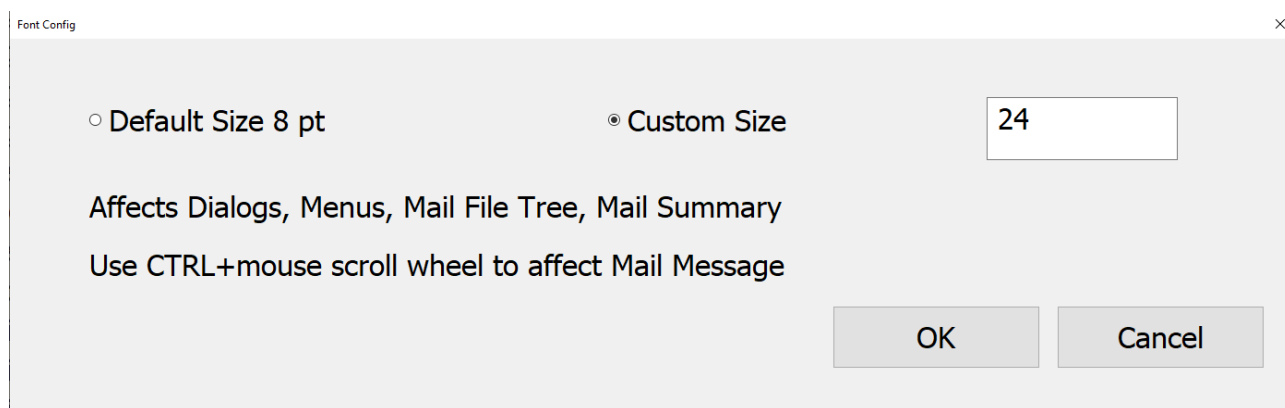 Font Config
Default Size 8 pt Custom Size 24
Affects Dialogs, Menus, Mail File Tree, Mail Summary
Use CTRL+mouse scroll wheel to affect Mail Message
OK Cancel